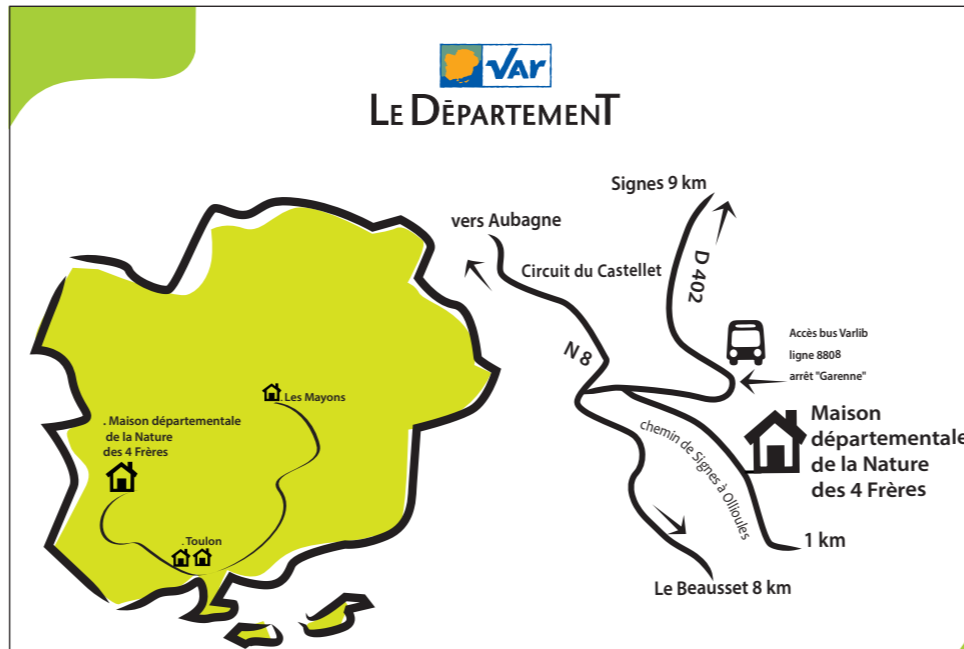 VAr
LE DÉPARTEMENT
Signes 9 km
vers Aubagne
Circuit du Castellet
D 402
N 8
Accès bus Varlib
ligne 8808
arrêt "Garenne"
. Les Mayons
. Maison départementale
de la Nature
des 4 Frères
Maison
départementale
de la Nature
des 4 Frères
chemin de Signes à Ollioules
. Toulon
1 km
Le Beausset 8 km